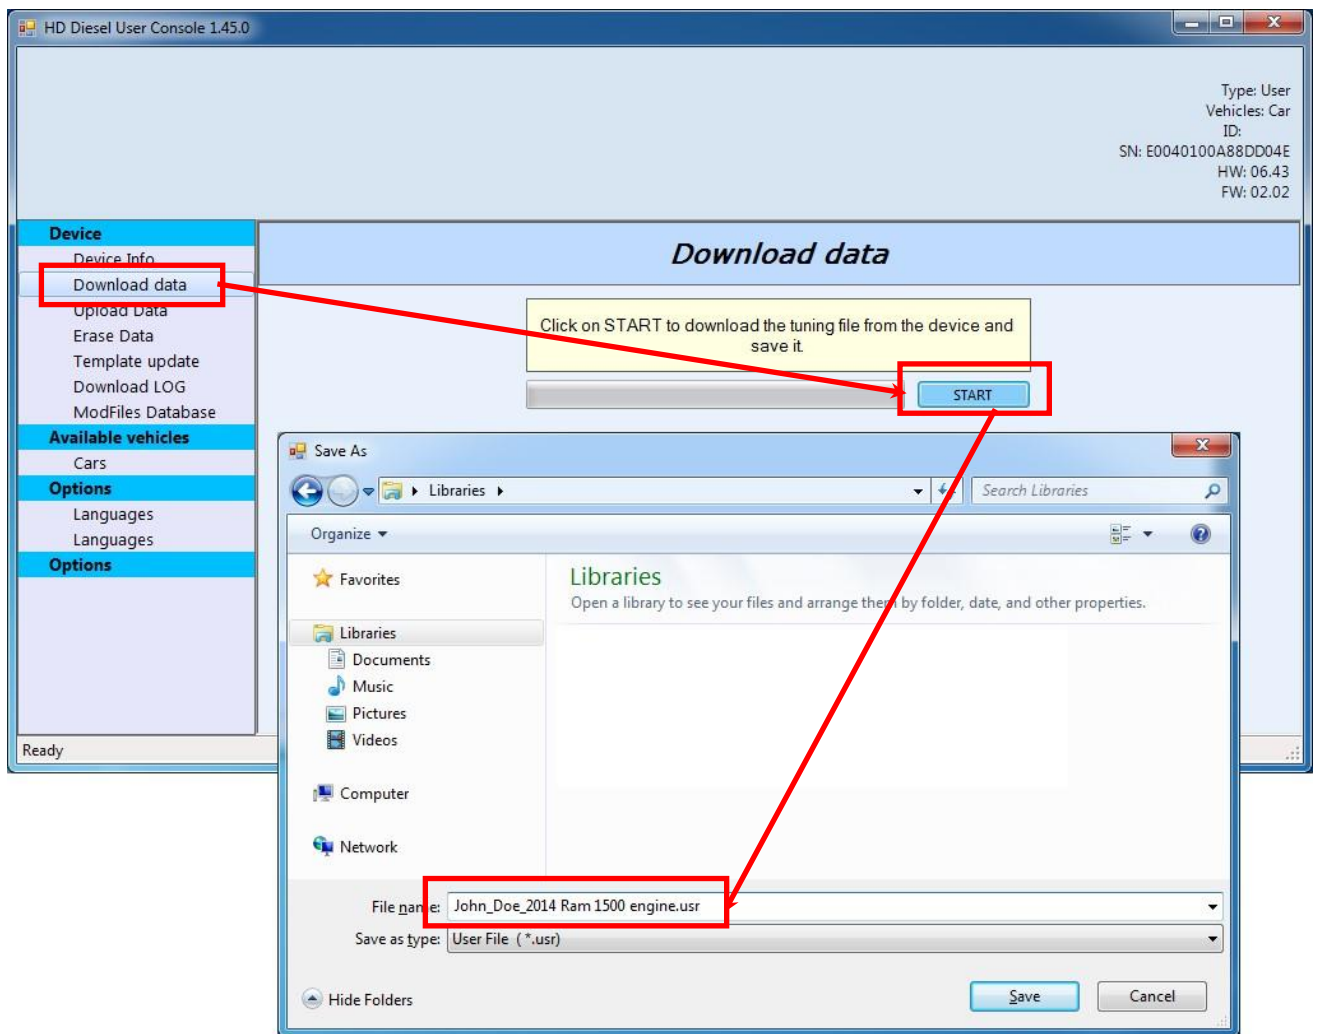 HD Diesel User Console 1.45.0
Type: User
Vehicles: Car
ID:
SN: E0040100A88DD04E
HW: 06.43
FW: 02.02
Device
Device Info
Download data
Upload Data
Erase Data
Template update
Download LOG
ModFiles Database
Available vehicles
Cars
Options
Languages
Languages
Options
Ready
Download data
Click on START to download the tuning file from the device and
save it.
START
Save As
Libraries
Search Libraries
Organize
Favorites
Libraries
Documents
Music
Pictures
Videos
Computer
Network
Libraries
Open a library to see your files and arrange them by folder, date, and other properties.
File name: John_Doe_2014 Ram 1500 engine.usr
Save as type: User File ( *.usr)
Hide Folders
Save
Cancel